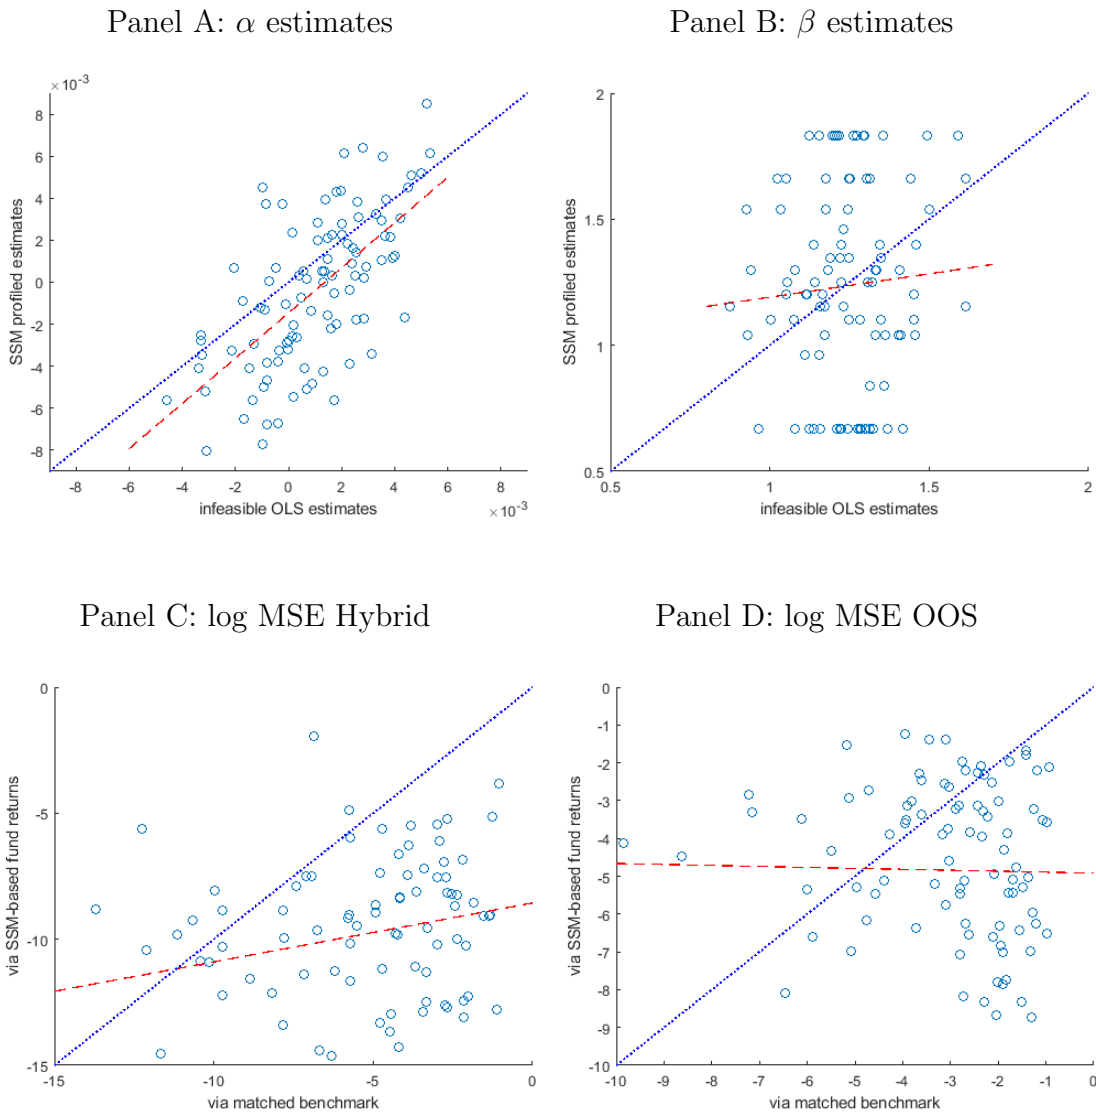 Panel A: α estimates
Panel B: β estimates
×10⁻³
8
6
4
2
0
-2
-4
-6
-8
SSM profiled estimates
-8 -6 -4 -2 0 2 4 6 8
infeasible OLS estimates
×10⁻³
2
1.5
1
0.5
SSM profiled estimates
0.5 1 1.5 2
infeasible OLS estimates
Panel C: log MSE Hybrid
Panel D: log MSE OOS
0
-5
-10
-15
via SSM-based fund returns
-15 -10 -5 0
via matched benchmark
0
-1
-2
-3
-4
-5
-6
-7
-8
-9
-10
via SSM-based fund returns
-10 -9 -8 -7 -6 -5 -4 -3 -2 -1 0
via matched benchmark